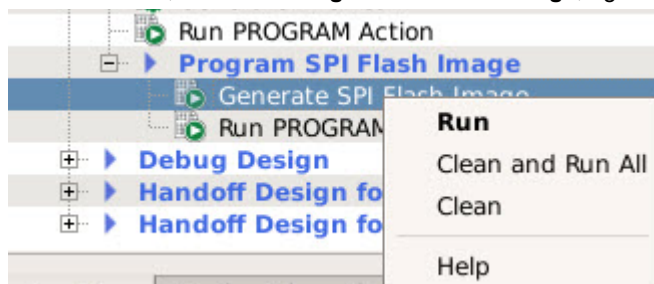 Run PROGRAM Action
Program SPI Flash Image
Generate SPI Flash Image
Run PROGRAM
Run
Clean and Run All
Clean
Help
Debug Design
Handoff Design fo
Handoff Design fo